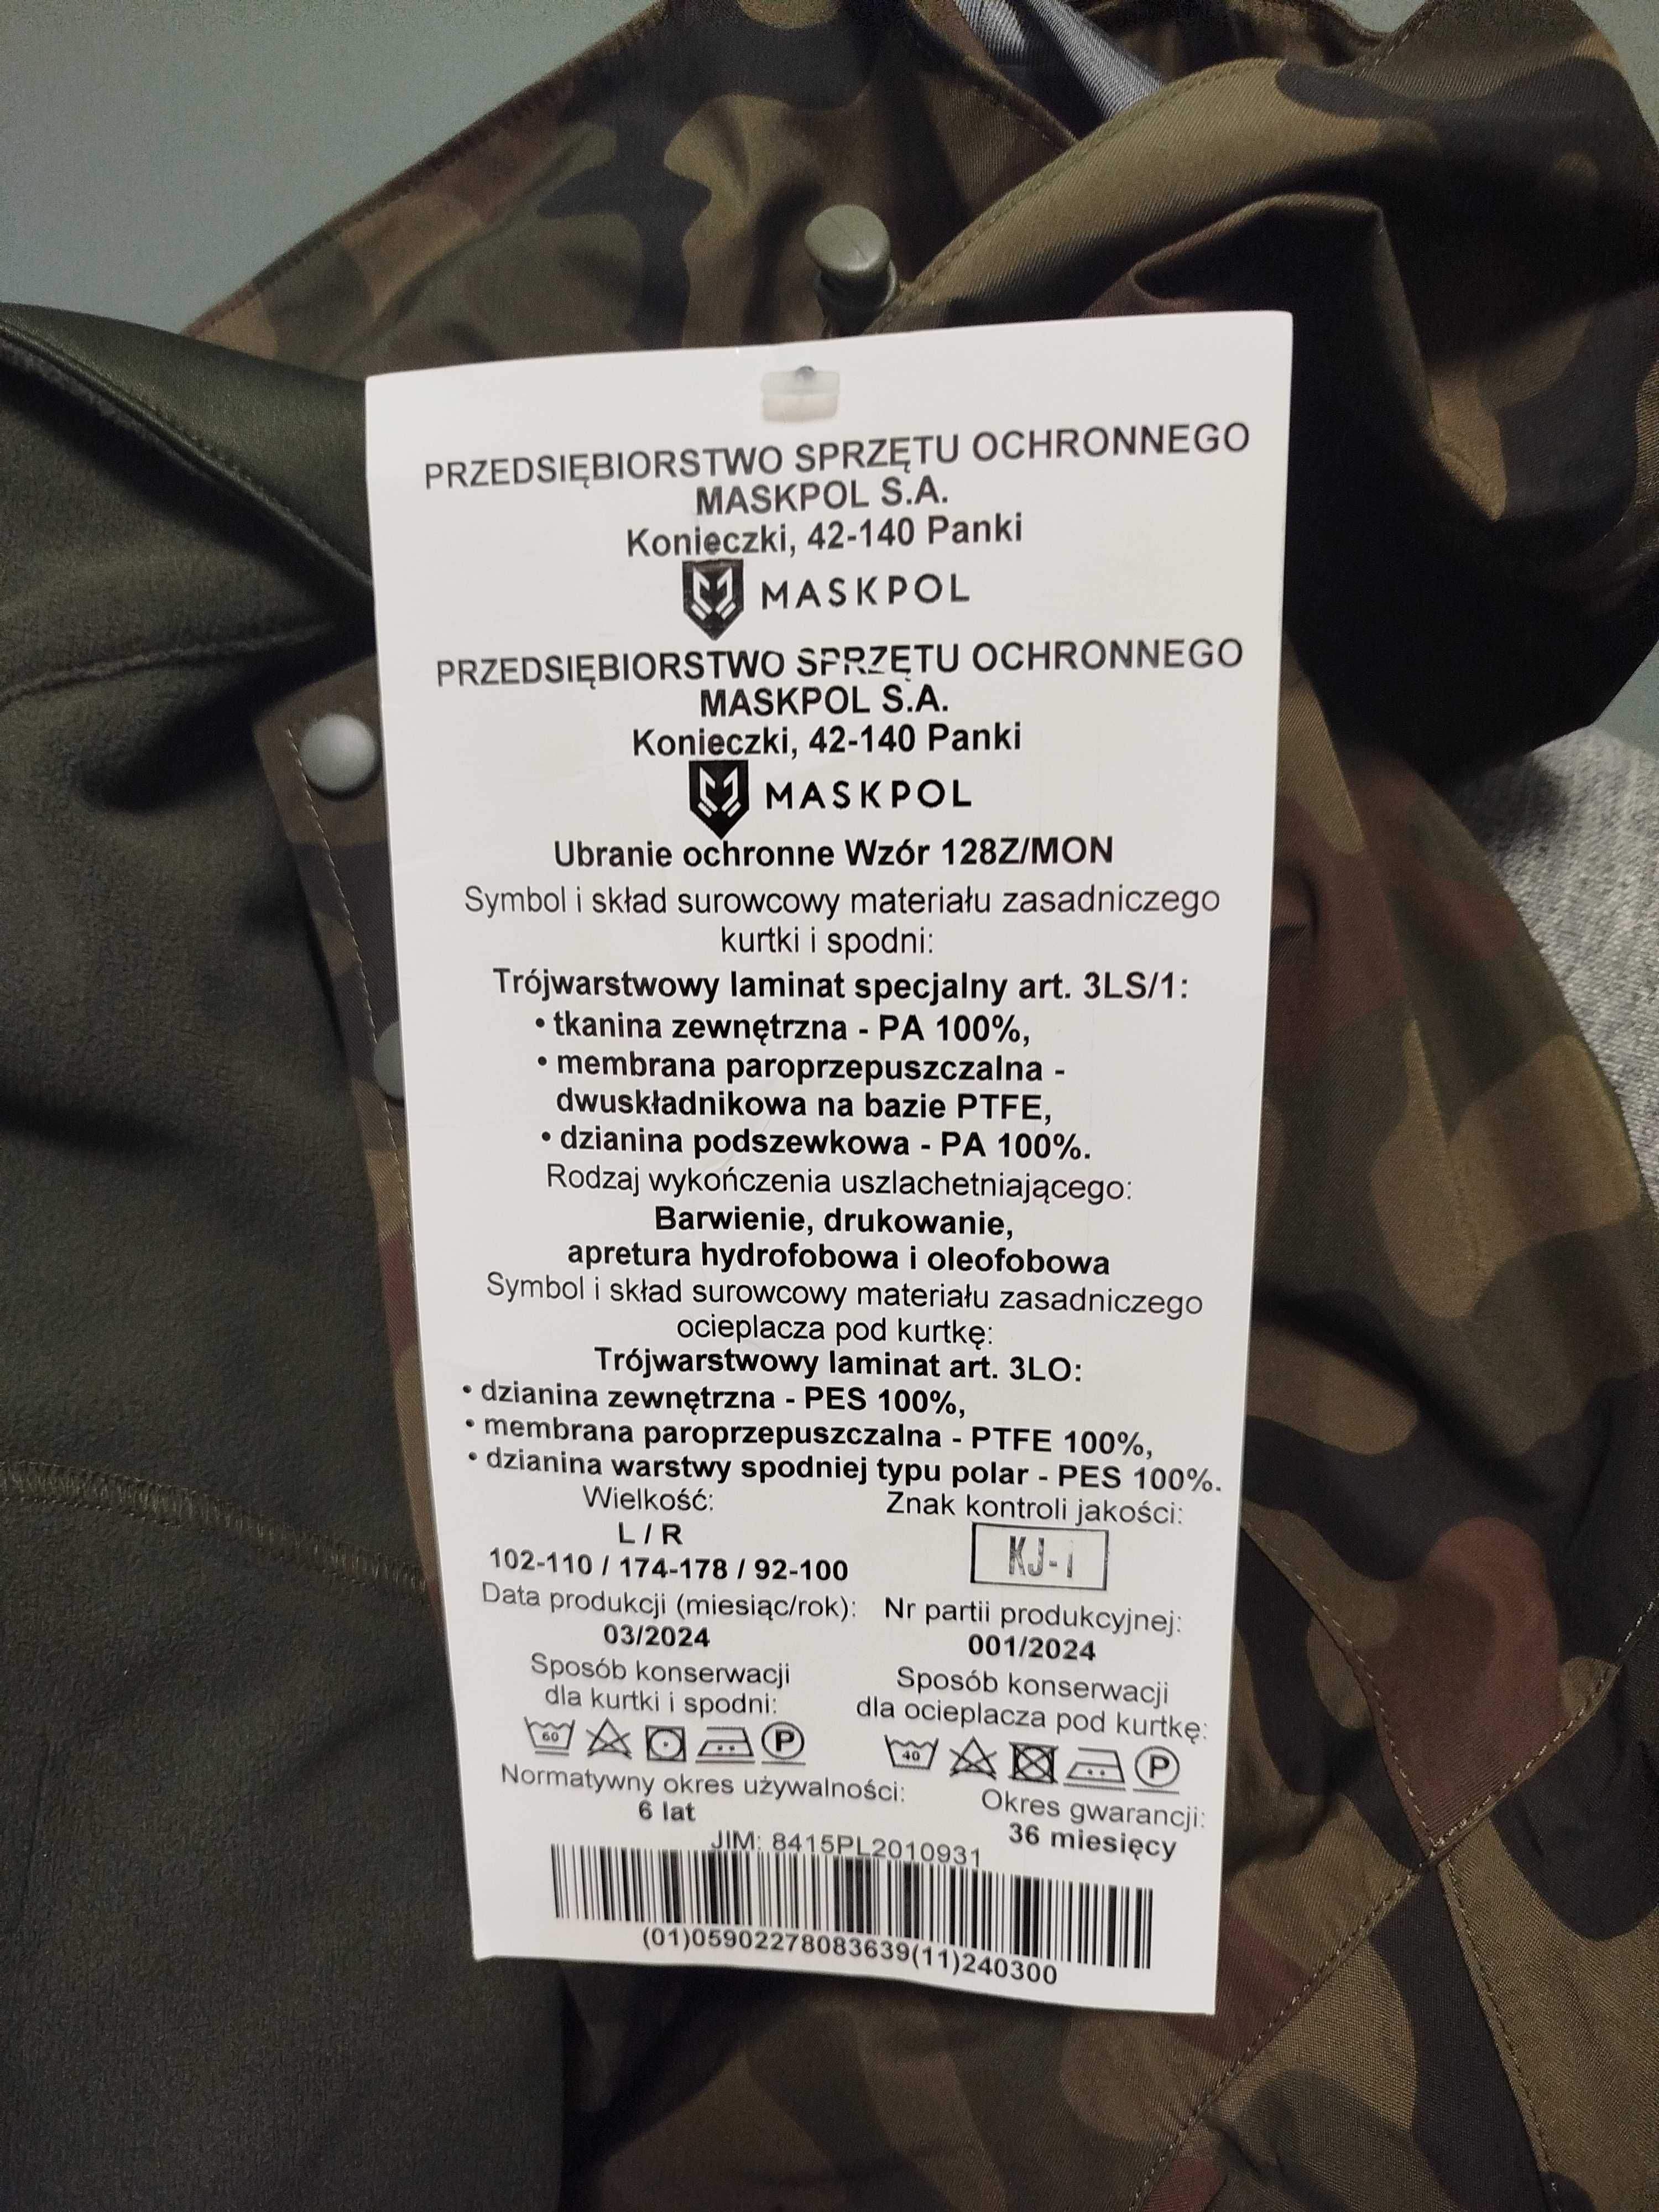 PRZEDSIĘBIORSTWO SPRZĘTU OCHRONNEGO
MASKPOL S.A.
Konieczki, 42-140 Panki
MASKPOL
PRZEDSIĘBIORSTWO SPRZĘTU OCHRONNEGO
MASKPOL S.A.
Konieczki, 42-140 Panki
MASKPOL
Ubranie ochronne Wzór 128Z/MON
Symbol i skład surowcowy materiału zasadniczego
kurtki i spodni:
Trójwarstwowy laminat specjalny art. 3LS/1:
• tkanina zewnętrzna - PA 100%,
• membrana paroprzepuszczalna -
dwuskładnikowa na bazie PTFE,
• dzianina podszewkowa - PA 100%.
Rodzaj wykończenia uszlachetniającego:
Barwienie, drukowanie,
apretura hydrofobowa i oleofobowa
Symbol i skład surowcowy materiału zasadniczego
ocieplacza pod kurtkę:
Trójwarstwowy laminat art. 3LO:
• dzianina zewnętrzna - PES 100%,
• membrana paroprzepuszczalna - PTFE 100%,
• dzianina warstwy spodniej typu polar - PES 100%.
Wielkość: Znak kontroli jakości:
L / R KJ-i
102-110 / 174-178 / 92-100
Data produkcji (miesiąc/rok): Nr partii produkcyjnej:
03/2024 001/2024
Sposób konserwacji Sposób konserwacji
dla kurtki i spodni: dla ocieplacza pod kurtkę:
60 P 40 P
Normatywny okres używalności: Okres gwarancji:
6 lat 36 miesięcy
JIM: 8415PL2010931
(01)05902278083639(11)240300